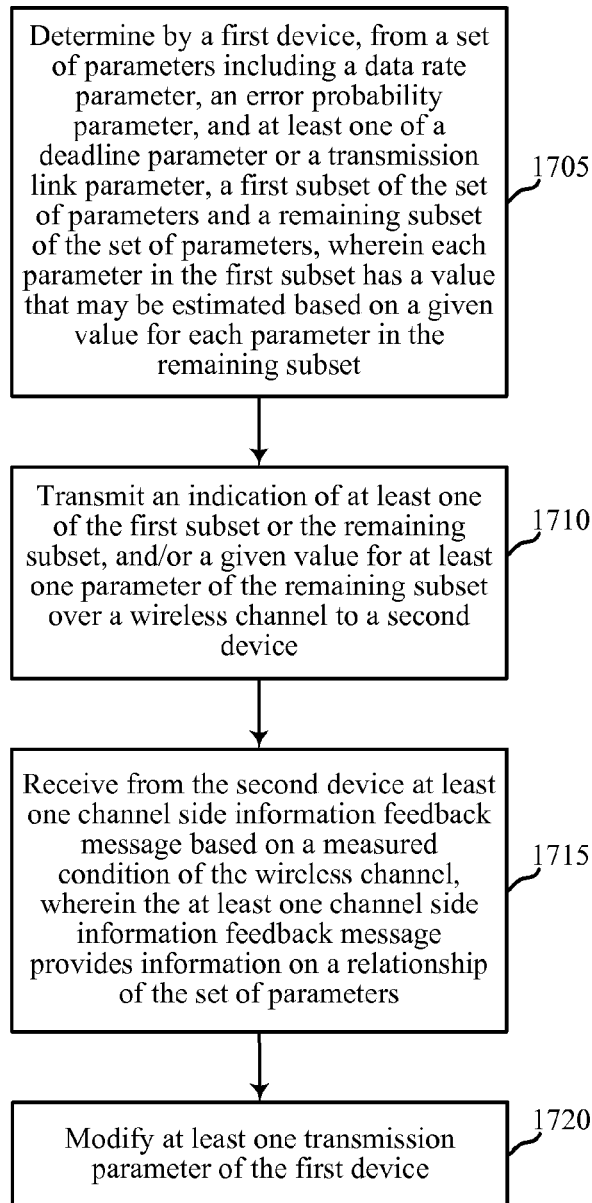 Determine by a first device, from a set
of parameters including a data rate
parameter, an error probability
parameter, and at least one of a
deadline parameter or a transmission
link parameter, a first subset of the set
of parameters and a remaining subset
of the set of parameters, wherein each
parameter in the first subset has a value
that may be estimated based on a given
value for each parameter in the
remaining subset
1705
Transmit an indication of at least one
of the first subset or the remaining
subset, and/or a given value for at least
one parameter of the remaining subset
over a wireless channel to a second
device
1710
Receive from the second device at least
one channel side information feedback
message based on a measured
condition of the wireless channel,
wherein the at least one channel side
information feedback message
provides information on a relationship
of the set of parameters
1715
Modify at least one transmission
parameter of the first device
1720